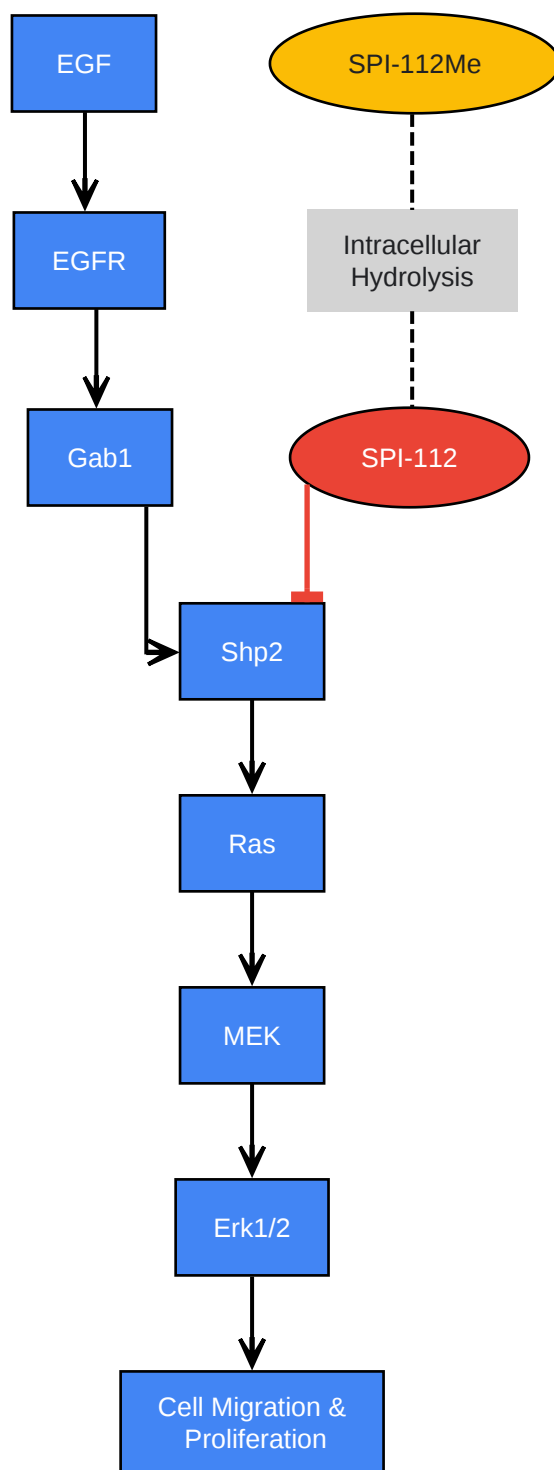 EGF
SPI-112Me
EGFR
Intracellular
Hydrolysis
Gab1
SPI-112
Shp2
Ras
MEK
Erk1/2
Cell Migration &
Proliferation